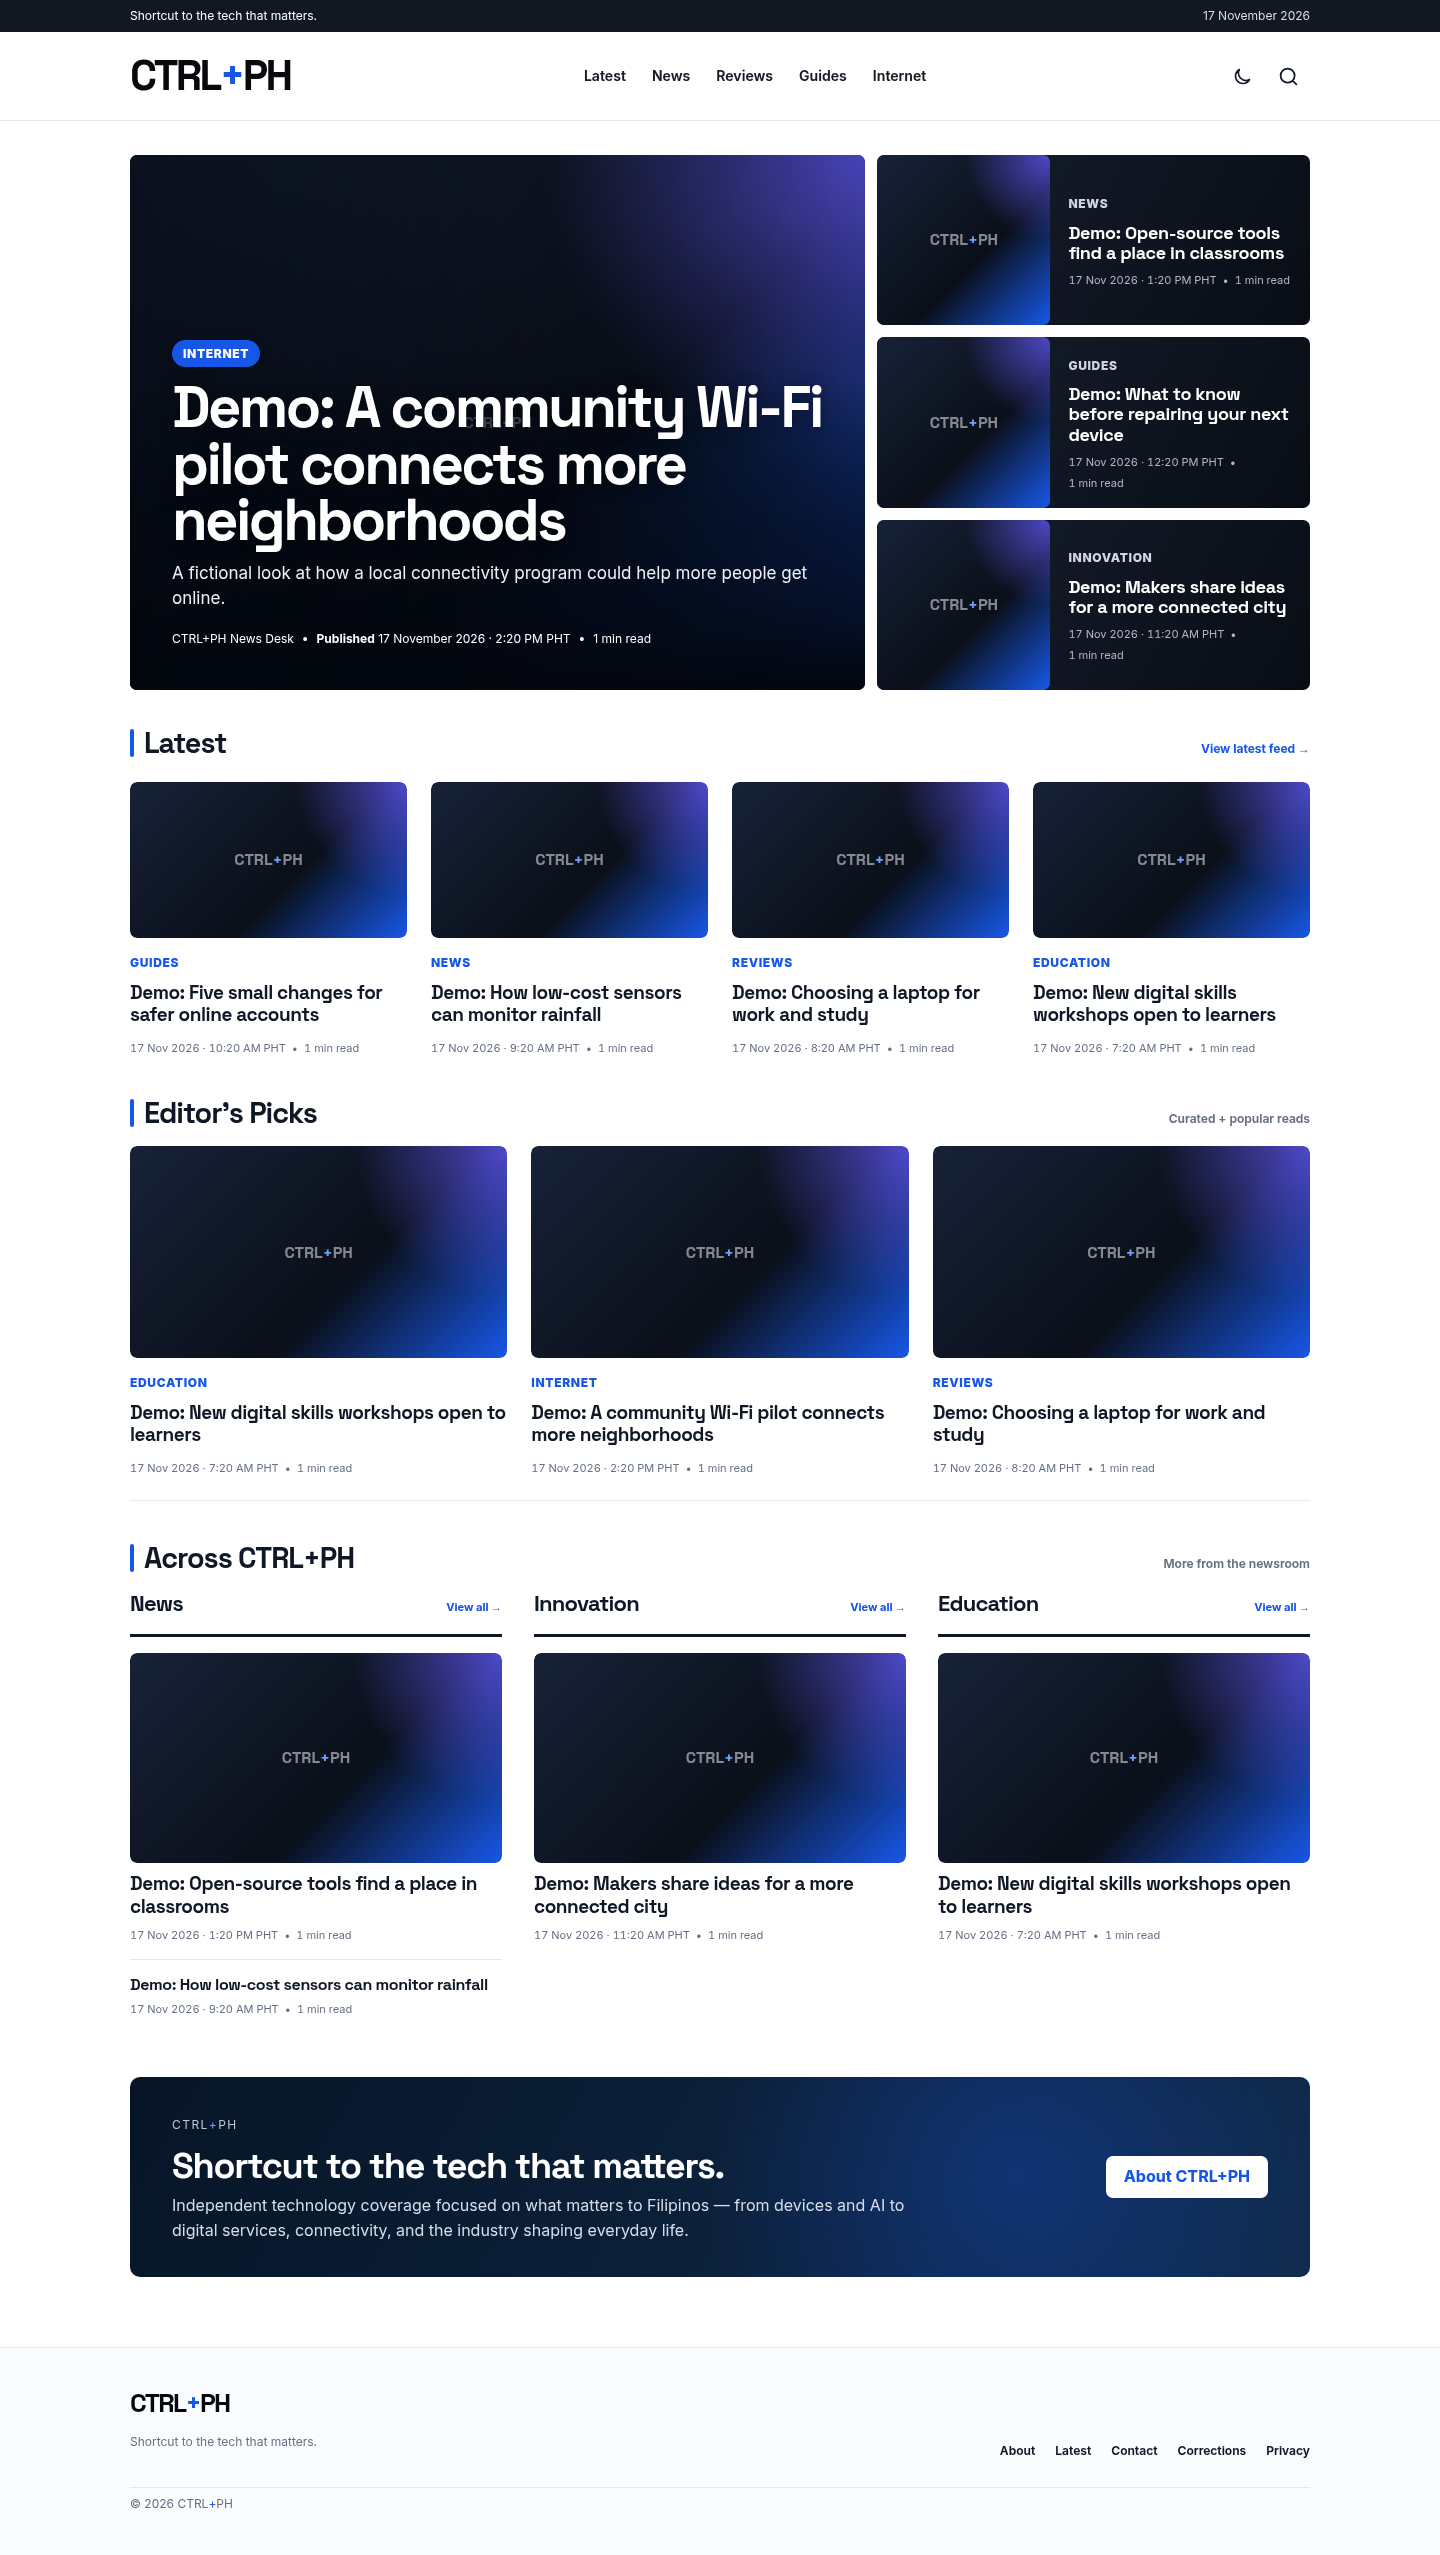 Shortcut to the tech that matters.
17 November 2026
CTRL+PH
Latest
News
Reviews
Guides
Internet
INTERNET
Demo: A community Wi-Fi
pilot connects more
neighborhoods
A fictional look at how a local connectivity program could help more people get
online.
CTRL+PH News Desk • Published 17 November 2026 · 2:20 PM PHT • 1 min read
CTRL+PH
NEWS
Demo: Open-source tools
find a place in classrooms
17 Nov 2026 · 1:20 PM PHT • 1 min read
CTRL+PH
GUIDES
Demo: What to know
before repairing your next
device
17 Nov 2026 · 12:20 PM PHT •
1 min read
CTRL+PH
INNOVATION
Demo: Makers share ideas
for a more connected city
17 Nov 2026 · 11:20 AM PHT •
1 min read
Latest
View latest feed →
CTRL+PH
GUIDES
Demo: Five small changes for
safer online accounts
17 Nov 2026 · 10:20 AM PHT • 1 min read
CTRL+PH
NEWS
Demo: How low-cost sensors
can monitor rainfall
17 Nov 2026 · 9:20 AM PHT • 1 min read
CTRL+PH
REVIEWS
Demo: Choosing a laptop for
work and study
17 Nov 2026 · 8:20 AM PHT • 1 min read
CTRL+PH
EDUCATION
Demo: New digital skills
workshops open to learners
17 Nov 2026 · 7:20 AM PHT • 1 min read
Editor’s Picks
Curated + popular reads
CTRL+PH
EDUCATION
Demo: New digital skills workshops open to
learners
17 Nov 2026 · 7:20 AM PHT • 1 min read
CTRL+PH
INTERNET
Demo: A community Wi-Fi pilot connects
more neighborhoods
17 Nov 2026 · 2:20 PM PHT • 1 min read
CTRL+PH
REVIEWS
Demo: Choosing a laptop for work and
study
17 Nov 2026 · 8:20 AM PHT • 1 min read
Across CTRL+PH
More from the newsroom
News
View all →
CTRL+PH
Demo: Open-source tools find a place in
classrooms
17 Nov 2026 · 1:20 PM PHT • 1 min read
Demo: How low-cost sensors can monitor rainfall
17 Nov 2026 · 9:20 AM PHT • 1 min read
Innovation
View all →
CTRL+PH
Demo: Makers share ideas for a more
connected city
17 Nov 2026 · 11:20 AM PHT • 1 min read
Education
View all →
CTRL+PH
Demo: New digital skills workshops open
to learners
17 Nov 2026 · 7:20 AM PHT • 1 min read
CTRL+PH
Shortcut to the tech that matters.
Independent technology coverage focused on what matters to Filipinos — from devices and AI to
digital services, connectivity, and the industry shaping everyday life.
About CTRL+PH
CTRL+PH
Shortcut to the tech that matters.
About
Latest
Contact
Corrections
Privacy
© 2026 CTRL+PH